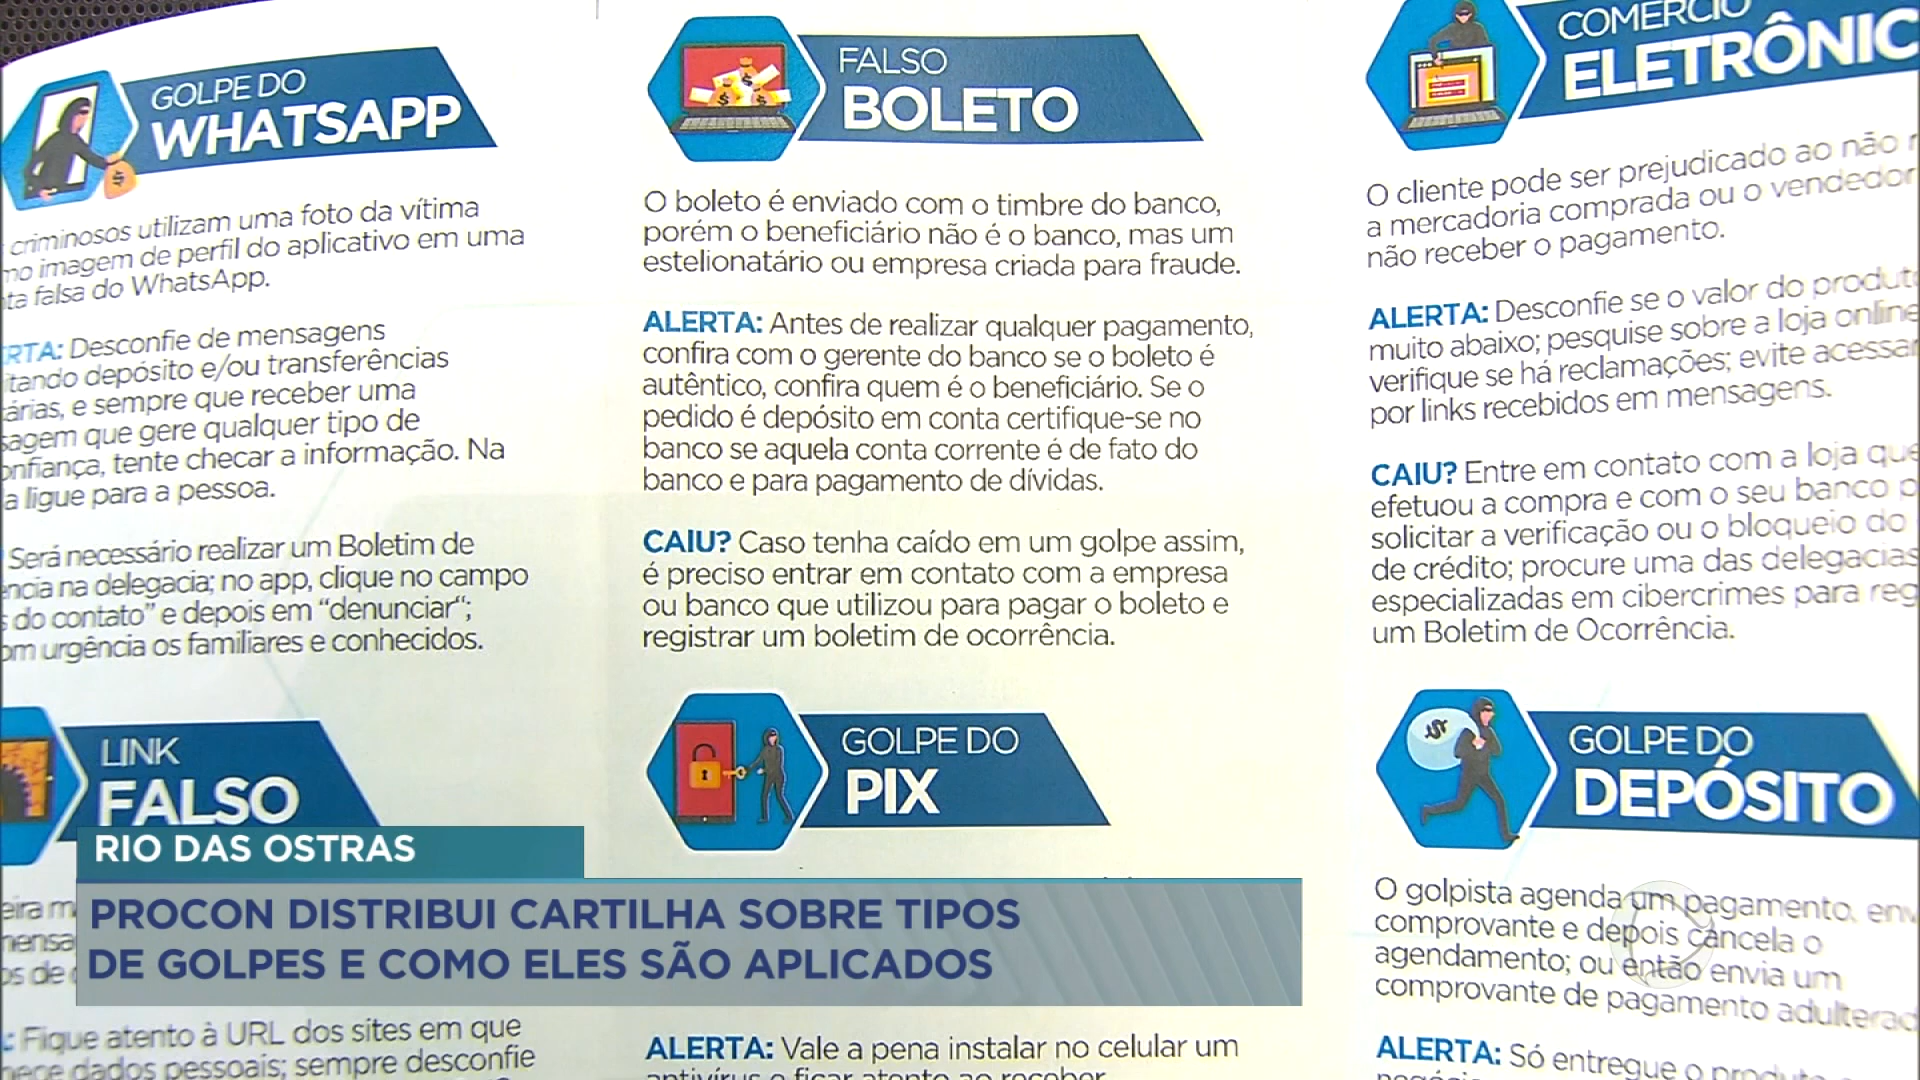 GOLPE DO
WHATSAPP
criminosos utilizam uma foto da vítima
imagem de perfil do aplicativo em uma
falsa do WhatsApp.
Desconfie de mensagens
depósito e/ou transferências
e sempre que receber uma
que gere qualquer tipo de
tente checar a informação. Na
a ligue para a pessoa.
Será necessário realizar um Boletim de
na delegacia; no app, clique no campo
do contato” e depois em “denunciar“;
urgência os familiares e conhecidos.
LINK
FALSO
Fique atento à URL dos sites em que
dados pessoais; sempre desconfie
FALSO
BOLETO
O boleto é enviado com o timbre do banco,
porém o beneficiário não é o banco, mas um
estelionatário ou empresa criada para fraude.
ALERTA: Antes de realizar qualquer pagamento,
confira com o gerente do banco se o boleto é
autêntico, confira quem é o beneficiário. Se o
pedido é depósito em conta certifique-se no
banco se aquela conta corrente é de fato do
banco e para pagamento de dívidas.
CAIU? Caso tenha caído em um golpe assim,
é preciso entrar em contato com a empresa
ou banco que utilizou para pagar o boleto e
registrar um boletim de ocorrência.
GOLPE DO
PIX
ALERTA: Vale a pena instalar no celular um
antivírus e ficar atento ao receber
COMÉRCIO
ELETRÔNIC
O cliente pode ser prejudicado ao não
a mercadoria comprada ou o vendedor
não receber o pagamento.
ALERTA: Desconfie se o valor do
muito abaixo; pesquise sobre a loja online
verifique se há reclamações; evite
por links recebidos em mensagens.
CAIU? Entre em contato com a loja que
efetuou a compra e com o seu banco
solicitar a verificação ou o bloqueio do
de crédito; procure uma das delegacias
especializadas em cibercrimes para
um Boletim de Ocorrência.
GOLPE DO
DEPÓSITO
O golpista agenda um pagamento,
comprovante e depois cancela o
agendamento; ou então envia um
comprovante de pagamento
ALERTA: Só entregue o
RIO DAS OSTRAS
PROCON DISTRIBUI CARTILHA SOBRE TIPOS
DE GOLPES E COMO ELES SÃO APLICADOS